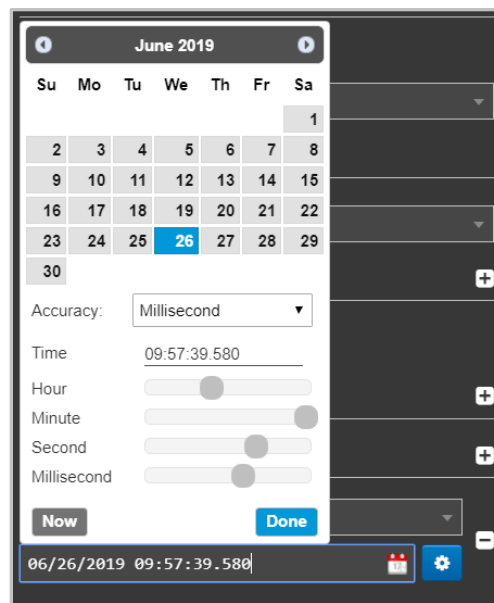 June 2019
Su Mo Tu We Th Fr Sa
1
2 3 4 5 6 7 8
9 10 11 12 13 14 15
16 17 18 19 20 21 22
23 24 25 26 27 28 29
30
Accuracy: Millisecond
Time 09:57:39.580
Hour
Minute
Second
Millisecond
Now Done
06/26/2019 09:57:39.580
12